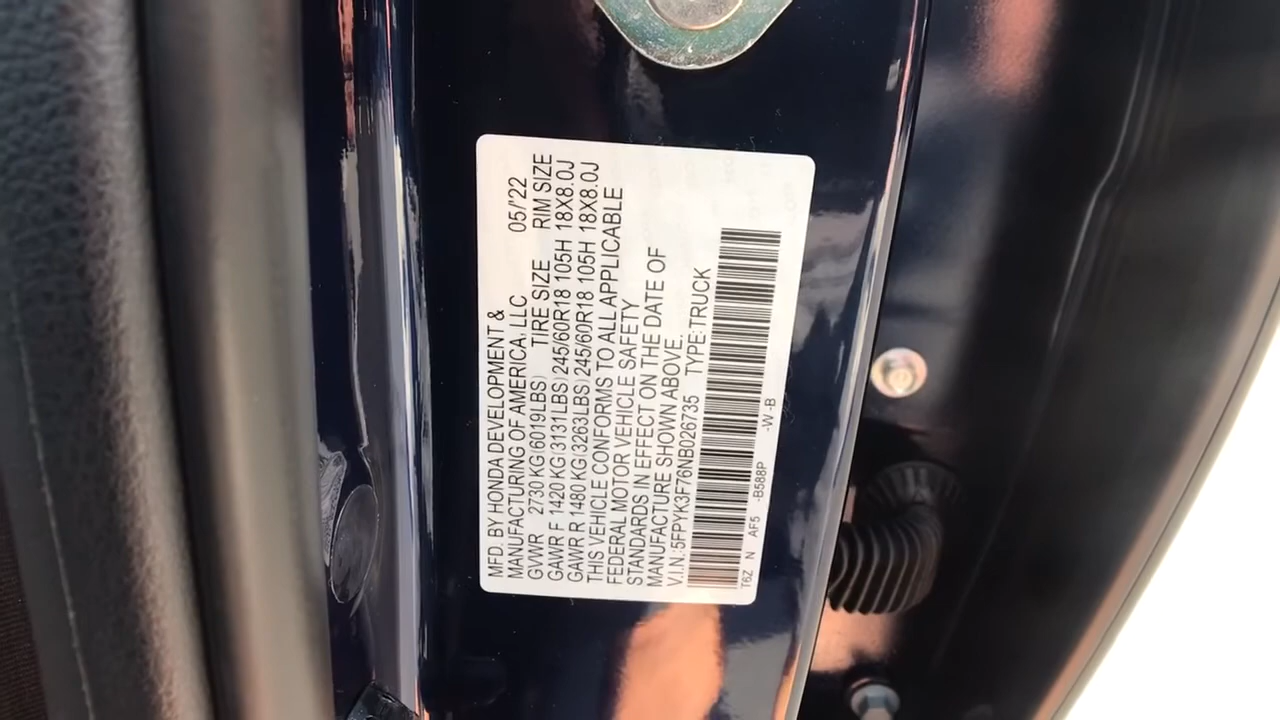 MFD. BY HONDA DEVELOPMENT &
MANUFACTURING OF AMERICA, LLC 05/'22
GVWR 2730 KG (6019LBS) TIRE SIZE RIM SIZE
GAWR F 1420 KG(3131LBS) 245/60R18 105H 18X8.0J
GAWR R 1480 KG(3263LBS) 245/60R18 105H 18X8.0J
THIS VEHICLE CONFORMS TO ALL APPLICABLE
FEDERAL MOTOR VEHICLE SAFETY
STANDARDS IN EFFECT ON THE DATE OF
MANUFACTURE SHOWN ABOVE.
V.I.N.:5FPYK3F76NB026735 TYPE:TRUCK
T6Z N AF5 -B588P -W -B